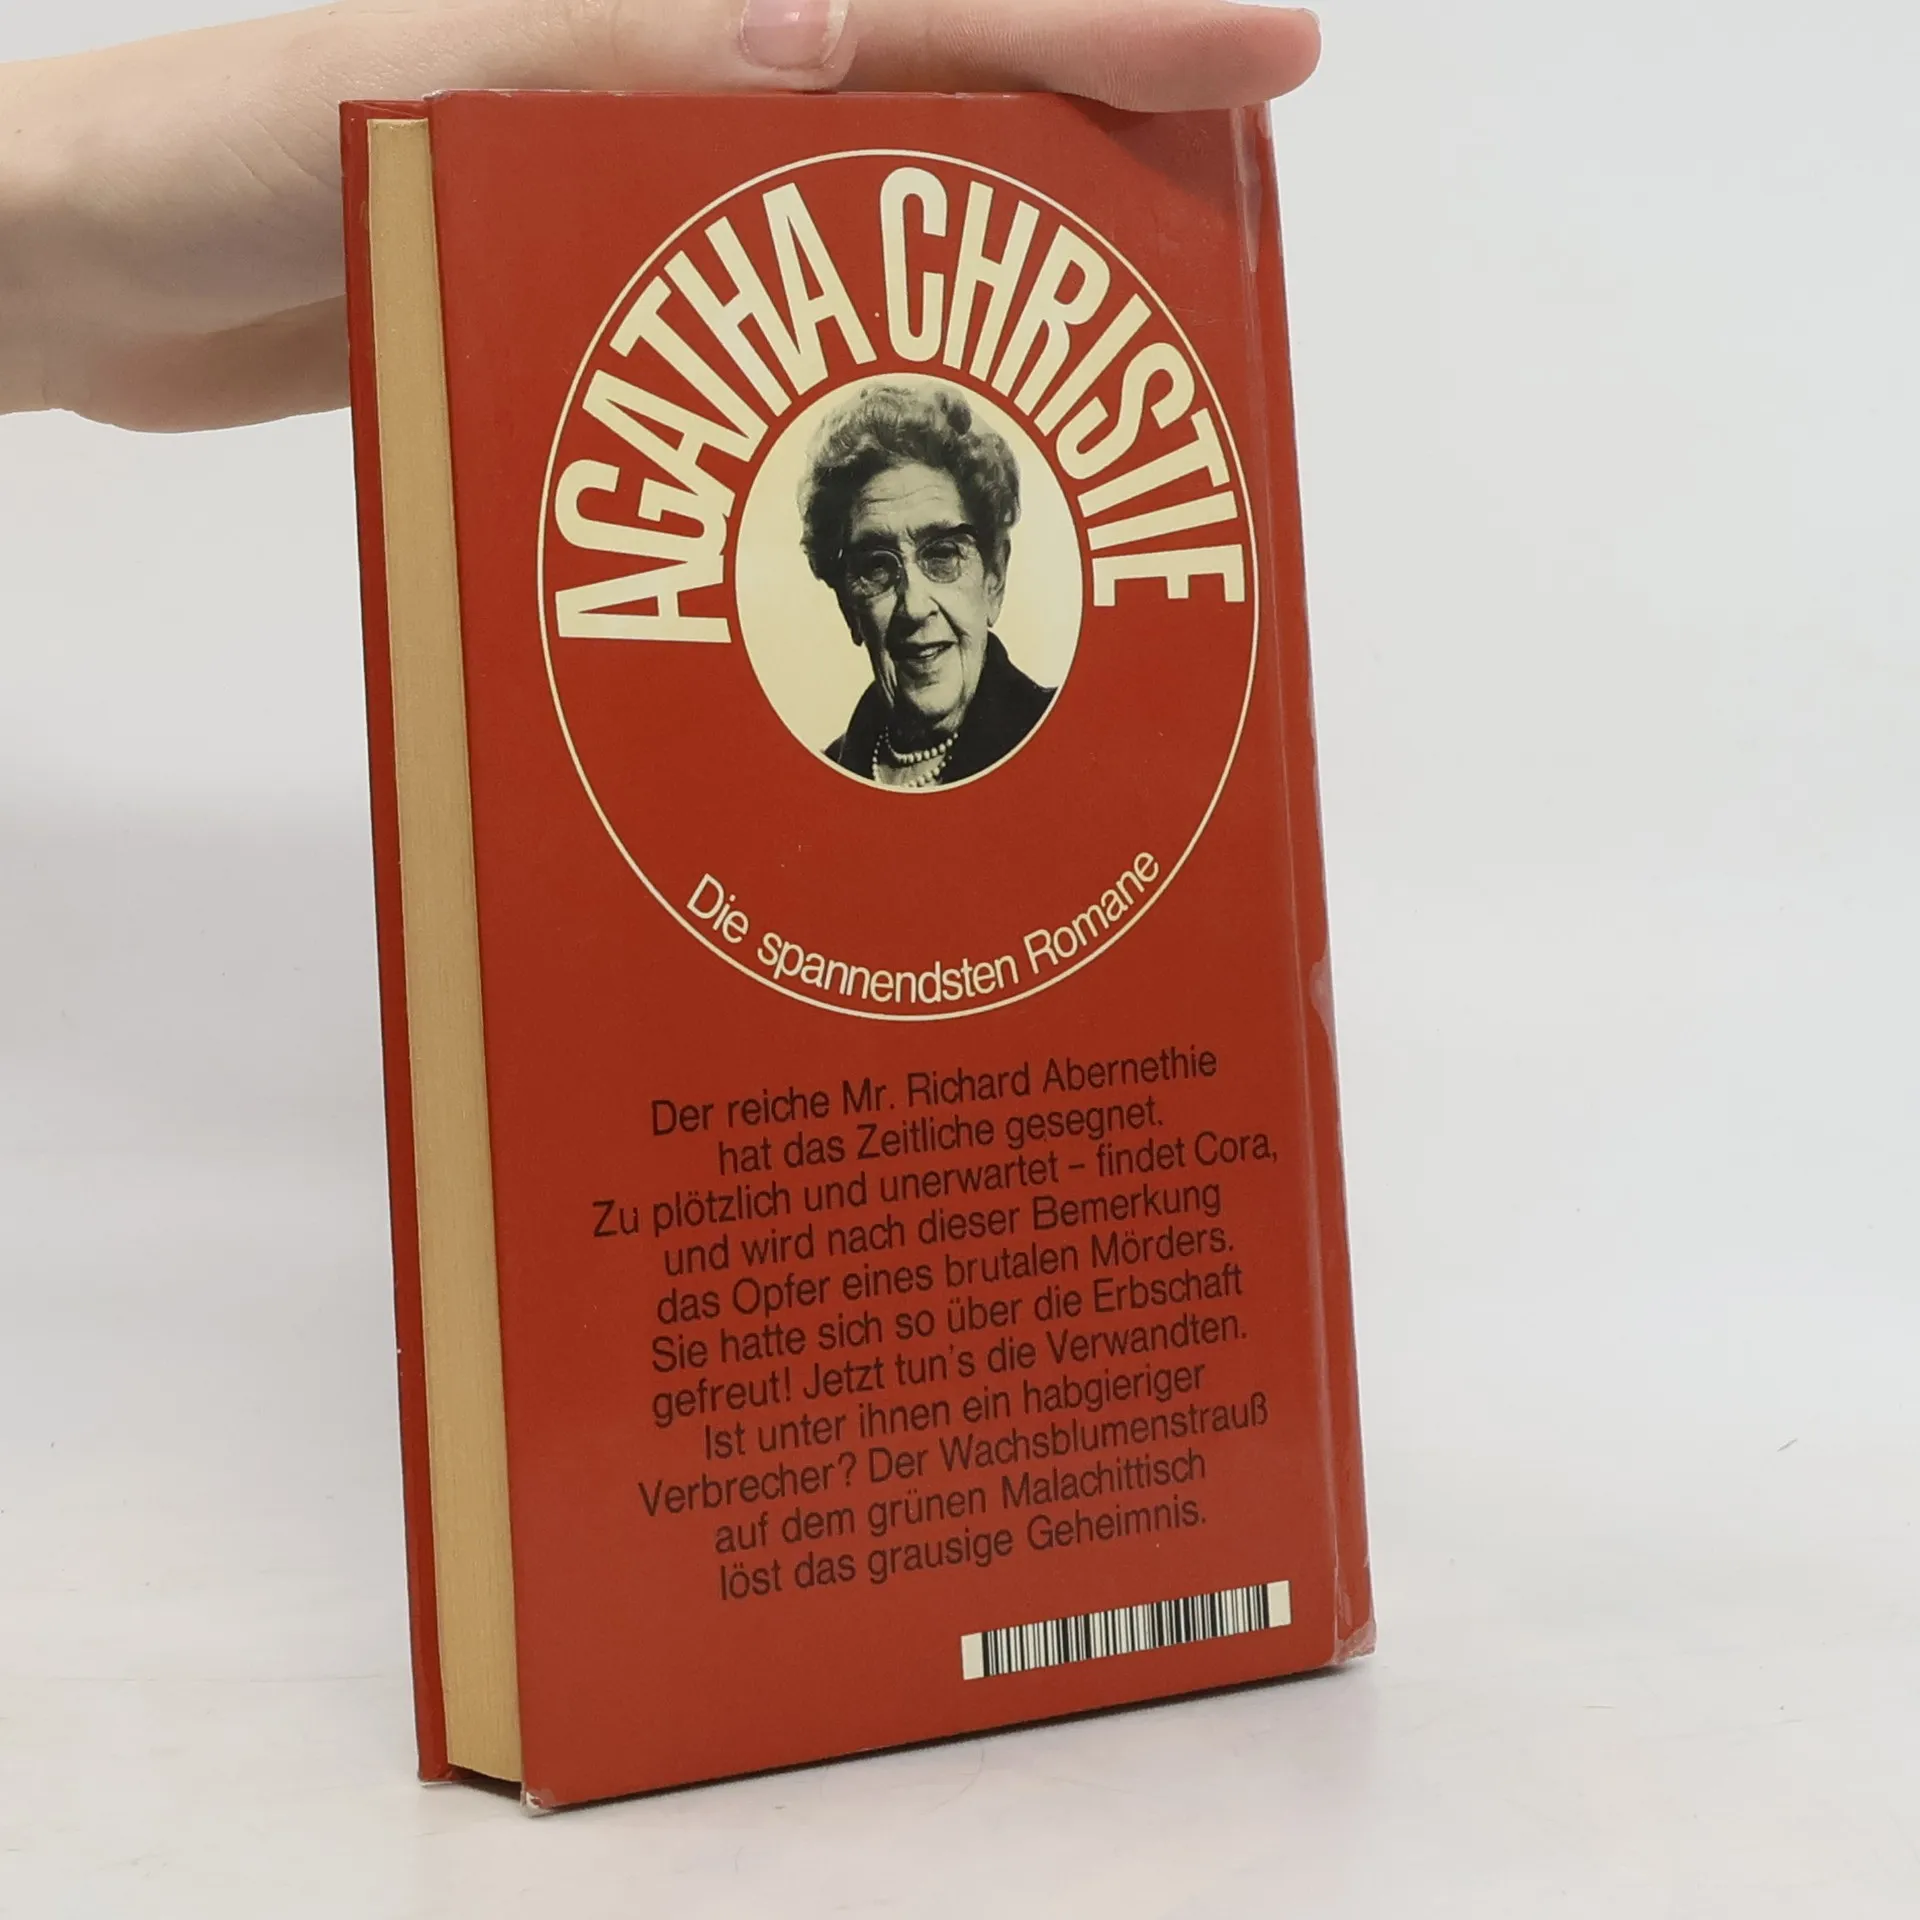 AGATHA CHRISTIE
Die spannendsten Romane
Der reiche Mr. Richard Abernethie
hat das Zeitliche gesegnet.
Zu plötzlich und unerwartet – findet Cora,
und wird nach dieser Bemerkung
das Opfer eines brutalen Mörders.
Sie hatte sich so über die Erbschaft
gefreut! Jetzt tun's die Verwandten.
Ist unter ihnen ein habgieriger
Verbrecher? Der Wachsblumenstrauß
auf dem grünen Malachittisch
löst das grausige Geheimnis.